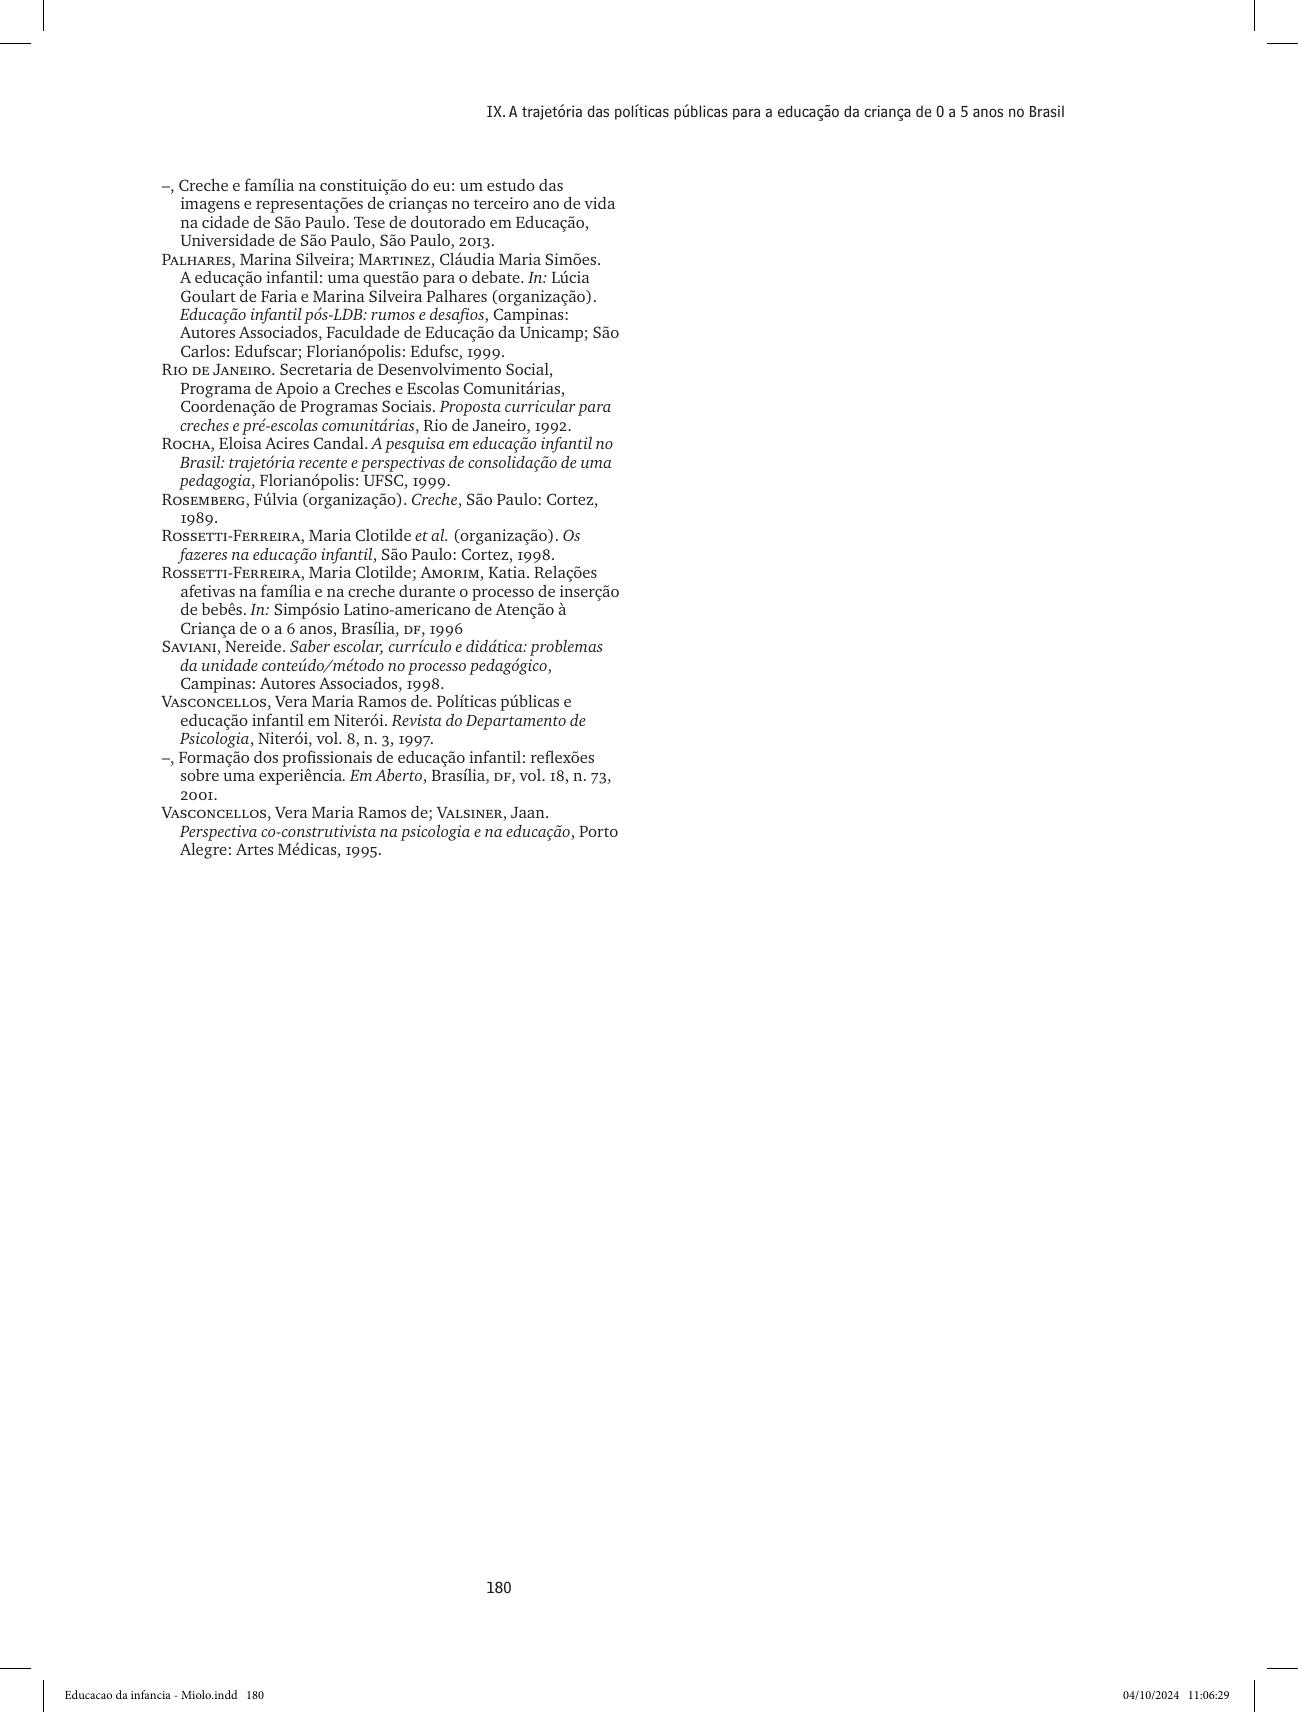 IX. A trajetória das políticas públicas para a educação da criança de 0 a 5 anos no Brasil
–, Creche e família na constituição do eu: um estudo das
imagens e representações de crianças no terceiro ano de vida
na cidade de São Paulo. Tese de doutorado em Educação,
Universidade de São Paulo, São Paulo, 2013.
Palhares, Marina Silveira; Martinez, Cláudia Maria Simões.
A educação infantil: uma questão para o debate. In: Lúcia
Goulart de Faria e Marina Silveira Palhares (organização).
Educação infantil pós-LDB: rumos e desafios, Campinas:
Autores Associados, Faculdade de Educação da Unicamp; São
Carlos: Edufscar; Florianópolis: Edufsc, 1999.
Rio de Janeiro. Secretaria de Desenvolvimento Social,
Programa de Apoio a Creches e Escolas Comunitárias,
Coordenação de Programas Sociais. Proposta curricular para
creches e pré-escolas comunitárias, Rio de Janeiro, 1992.
Rocha, Eloisa Acires Candal. A pesquisa em educação infantil no
Brasil: trajetória recente e perspectivas de consolidação de uma
pedagogia, Florianópolis: UFSC, 1999.
Rosemberg, Fúlvia (organização). Creche, São Paulo: Cortez,
1989.
Rossetti-Ferreira, Maria Clotilde et al. (organização). Os
fazeres na educação infantil, São Paulo: Cortez, 1998.
Rossetti-Ferreira, Maria Clotilde; Amorim, Katia. Relações
afetivas na família e na creche durante o processo de inserção
de bebês. In: Simpósio Latino-americano de Atenção à
Criança de 0 a 6 anos, Brasília, DF, 1996
Saviani, Nereide. Saber escolar, currículo e didática: problemas
da unidade conteúdo/método no processo pedagógico,
Campinas: Autores Associados, 1998.
Vasconcellos, Vera Maria Ramos de. Políticas públicas e
educação infantil em Niterói. Revista do Departamento de
Psicologia, Niterói, vol. 8, n. 3, 1997.
–, Formação dos profissionais de educação infantil: reflexões
sobre uma experiência. Em Aberto, Brasília, DF, vol. 18, n. 73,
2001.
Vasconcellos, Vera Maria Ramos de; Valsiner, Jaan.
Perspectiva co-construtivista na psicologia e na educação, Porto
Alegre: Artes Médicas, 1995.
180
Educacao da infancia - Miolo.indd 180
04/10/2024 11:06:29